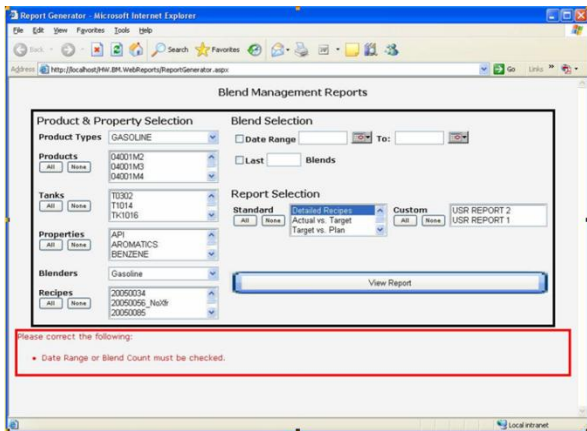 Report Generator - Microsoft Internet Explorer
File Edit View Favorites Tools Help
Back Search Favorites
Address http://localhost/HW.BM.WebReports/ReportGenerator.aspx Go Links »
Blend Management Reports
Product & Property Selection
Product Types GASOLINE
Products All None
04001M2
04001M3
04001M4
Tanks All None
T0302
T1014
TK1016
Properties All None
API
AROMATICS
BENZENE
Blenders Gasoline
Recipes All None
20050034
20050056_NoXfr
20050085
Blend Selection
Date Range To:
Last Blends
Report Selection
Standard All None
Detailed Recipes
Actual vs. Target
Target vs. Plan
Custom All None
USR REPORT 2
USR REPORT 1
View Report
Please correct the following:
• Date Range or Blend Count must be checked.
Local intranet